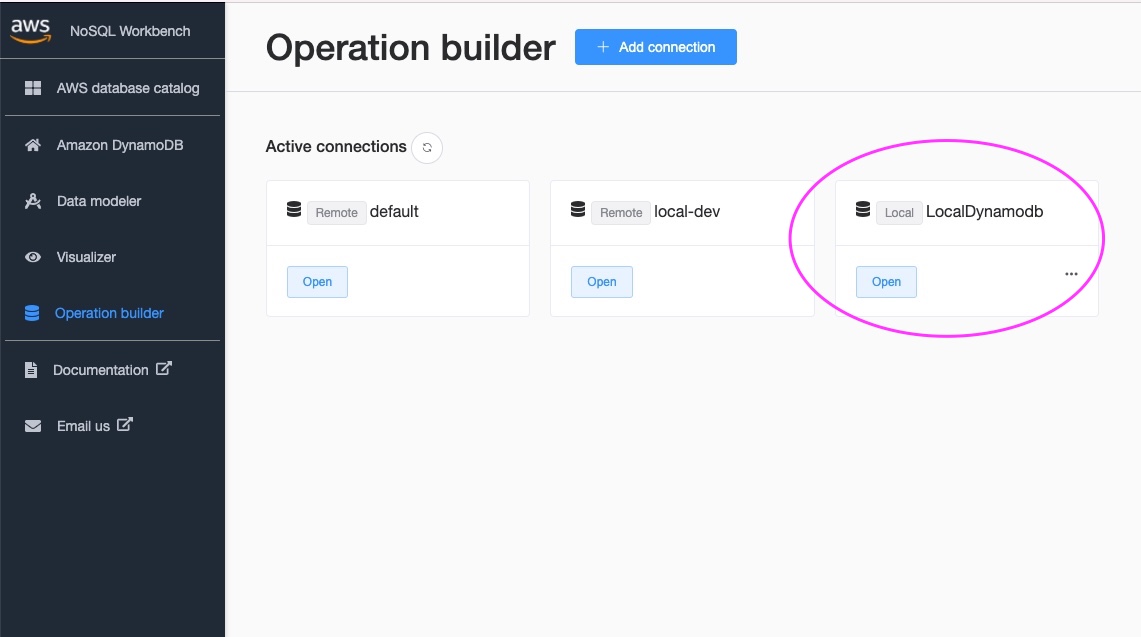 aws NoSQL Workbench
AWS database catalog
Amazon DynamoDB
Data modeler
Visualizer
Operation builder
Documentation
Email us
Operation builder
+ Add connection
Active connections
Remote default
Open
Remote local-dev
Open
Local LocalDynamodb
Open
...